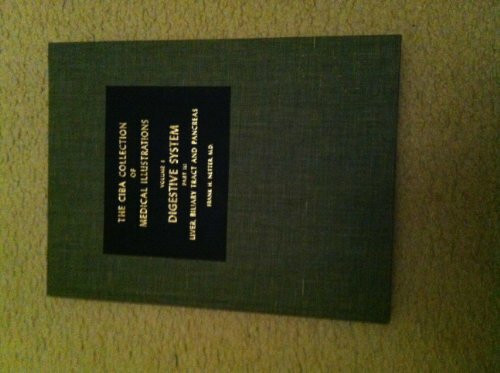 THE CIBA COLLECTION
OF
MEDICAL ILLUSTRATIONS
VOLUME 3
DIGESTIVE SYSTEM
PART III
LIVER, BILIARY TRACT AND PANCREAS
FRANK H. NETTER, M.D.